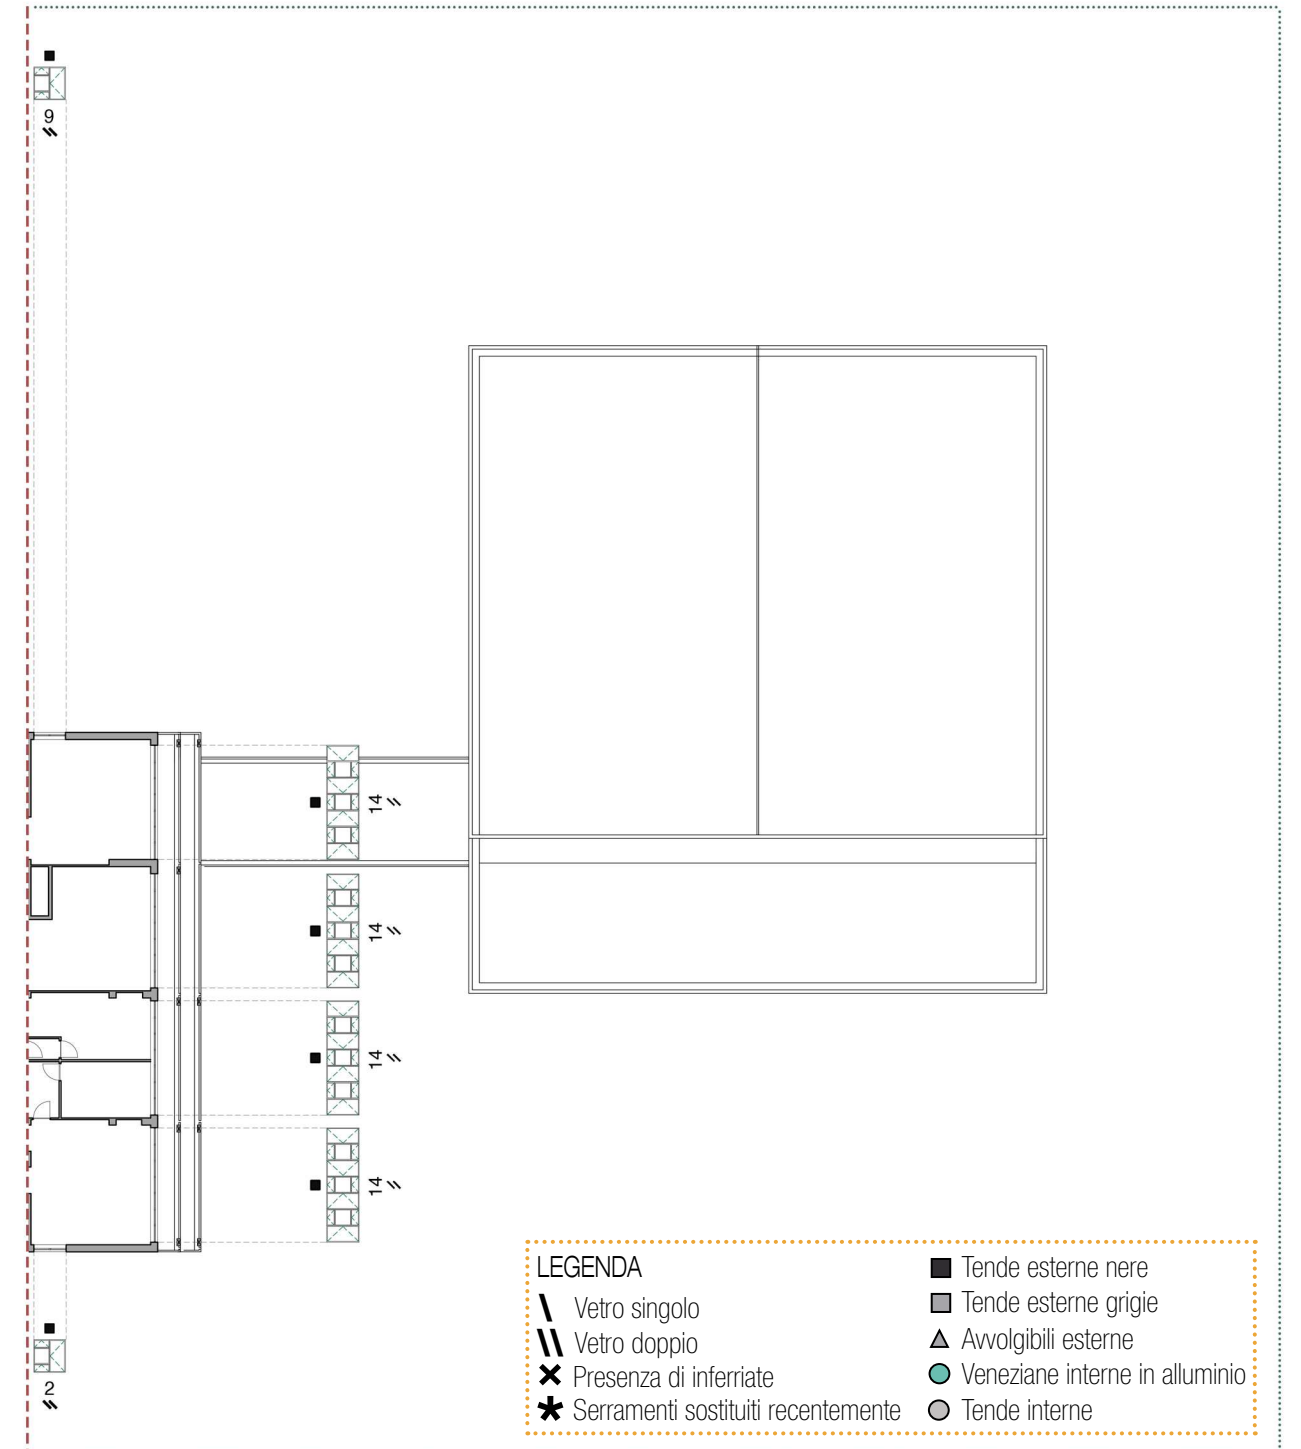 9
14
14
14
14
2
LEGENDA
Vetro singolo
Vetro doppio
Presenza di inferriate
Serramenti sostituiti recentemente
Tende esterne nere
Tende esterne grigie
Avvolgibili esterne
Veneziane interne in alluminio
Tende interne